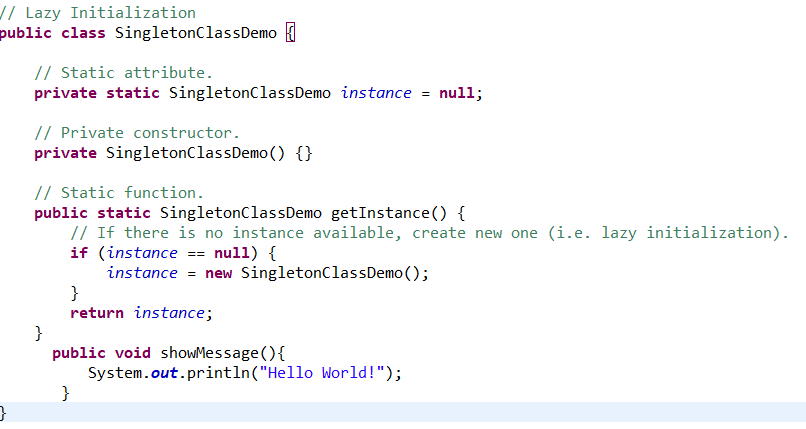 // Lazy Initialization
public class SingletonClassDemo {
// Static attribute.
private static SingletonClassDemo instance = null;
// Private constructor.
private SingletonClassDemo() {}
// Static function.
public static SingletonClassDemo getInstance() {
// If there is no instance available, create new one (i.e. lazy initialization).
if (instance == null) {
instance = new SingletonClassDemo();
}
return instance;
}
public void showMessage(){
System.out.println("Hello World!");
}
}